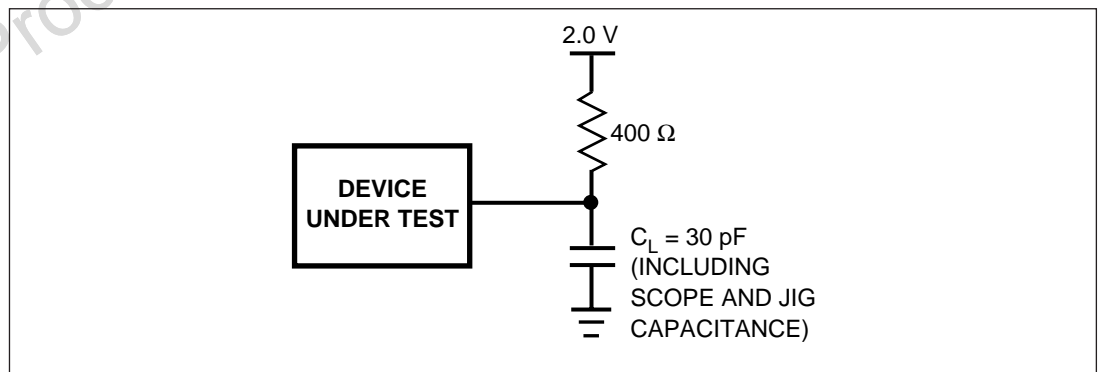 2.0 V
400 Ω
DEVICE
UNDER TEST
C_L = 30 pF
(INCLUDING
SCOPE AND JIG
CAPACITANCE)